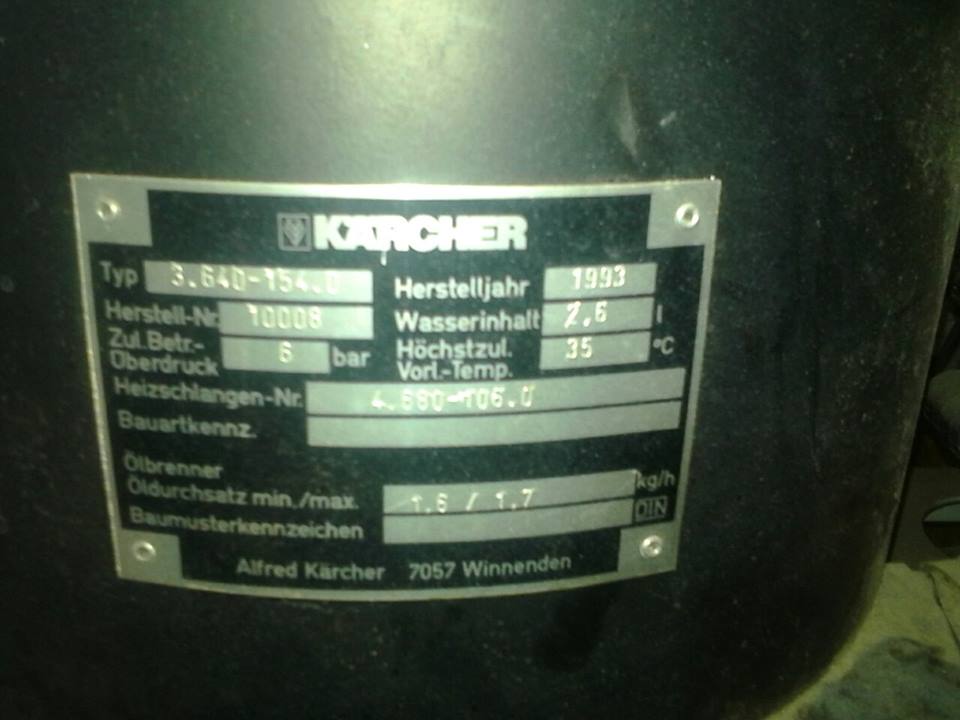 KÄRCHER
Typ 3.640-154.0 Herstelljahr 1993
Herstell-Nr. 10008 Wasserinhalt 2,6 l
Zul.Betr.- Überdruck 6 bar Höchstzul. Vorl.-Temp. 35 °C
Heizschlangen-Nr. 4.680-106.0
Bauartkennz.
Ölbrenner
Öldurchsatz min./max. 1.6 / 1.7 kg/h
Baumusterkennzeichen DIN
Alfred Kärcher 7057 Winnenden